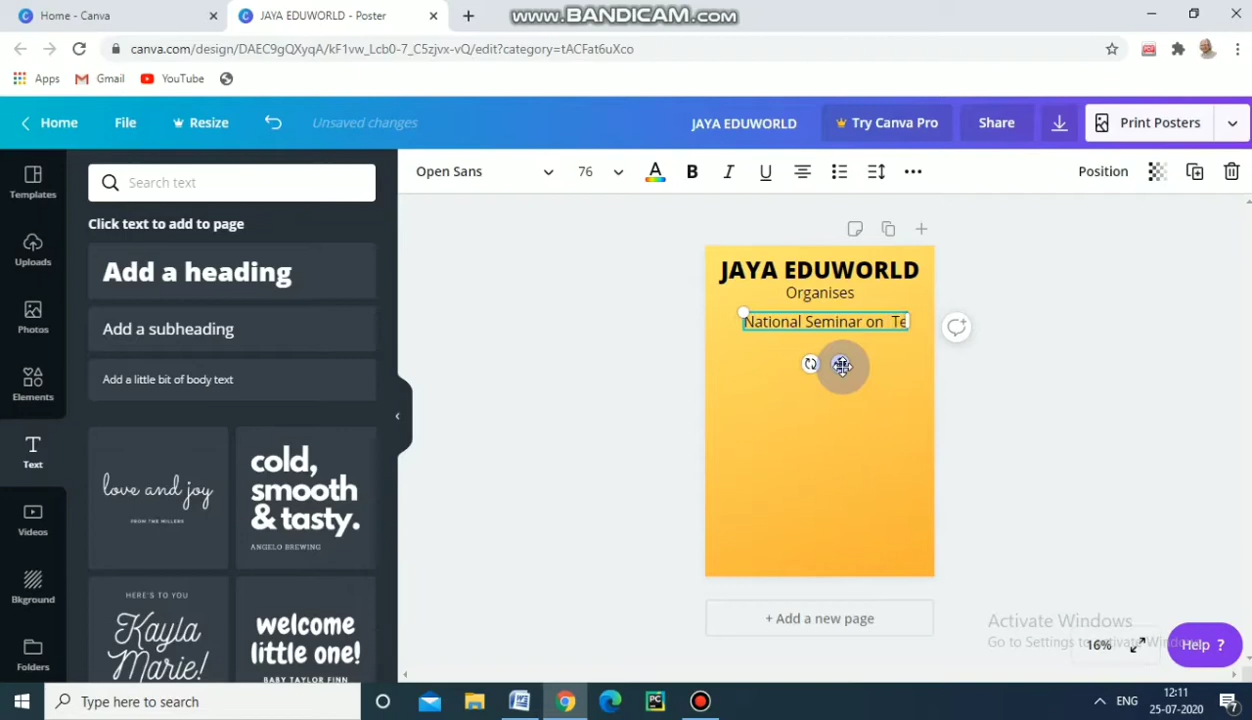 Home - Canva
JAYA EDUWORLD - Poster
www.BANDICAM.com
canva.com/design/DAEC9gQXyqA/kF1vw_Lcb0-7_C5zjvx-vQ/edit?category=tACFat6uXco
Apps
Gmail
YouTube
Home
File
Resize
Unsaved changes
JAYA EDUWORLD
Try Canva Pro
Share
Print Posters
Templates
Uploads
Photos
Elements
Text
Videos
Bkground
Folders
Search text
Click text to add to page
Add a heading
Add a subheading
Add a little bit of body text
love and joy
FROM THE MILLERS
cold,
smooth
& tasty.
ANGELO BREWING
HERE'S TO YOU
Kayla
Marie!
welcome
little one!
BABY TAYLOR FINN
Open Sans
76
A
B
I
U
Position
JAYA EDUWORLD
Organises
National Seminar on  Te
+ Add a new page
Activate Windows
Go to Settings to activate Windows.
16%
Help ?
Type here to search
ENG
12:11
25-07-2020
7